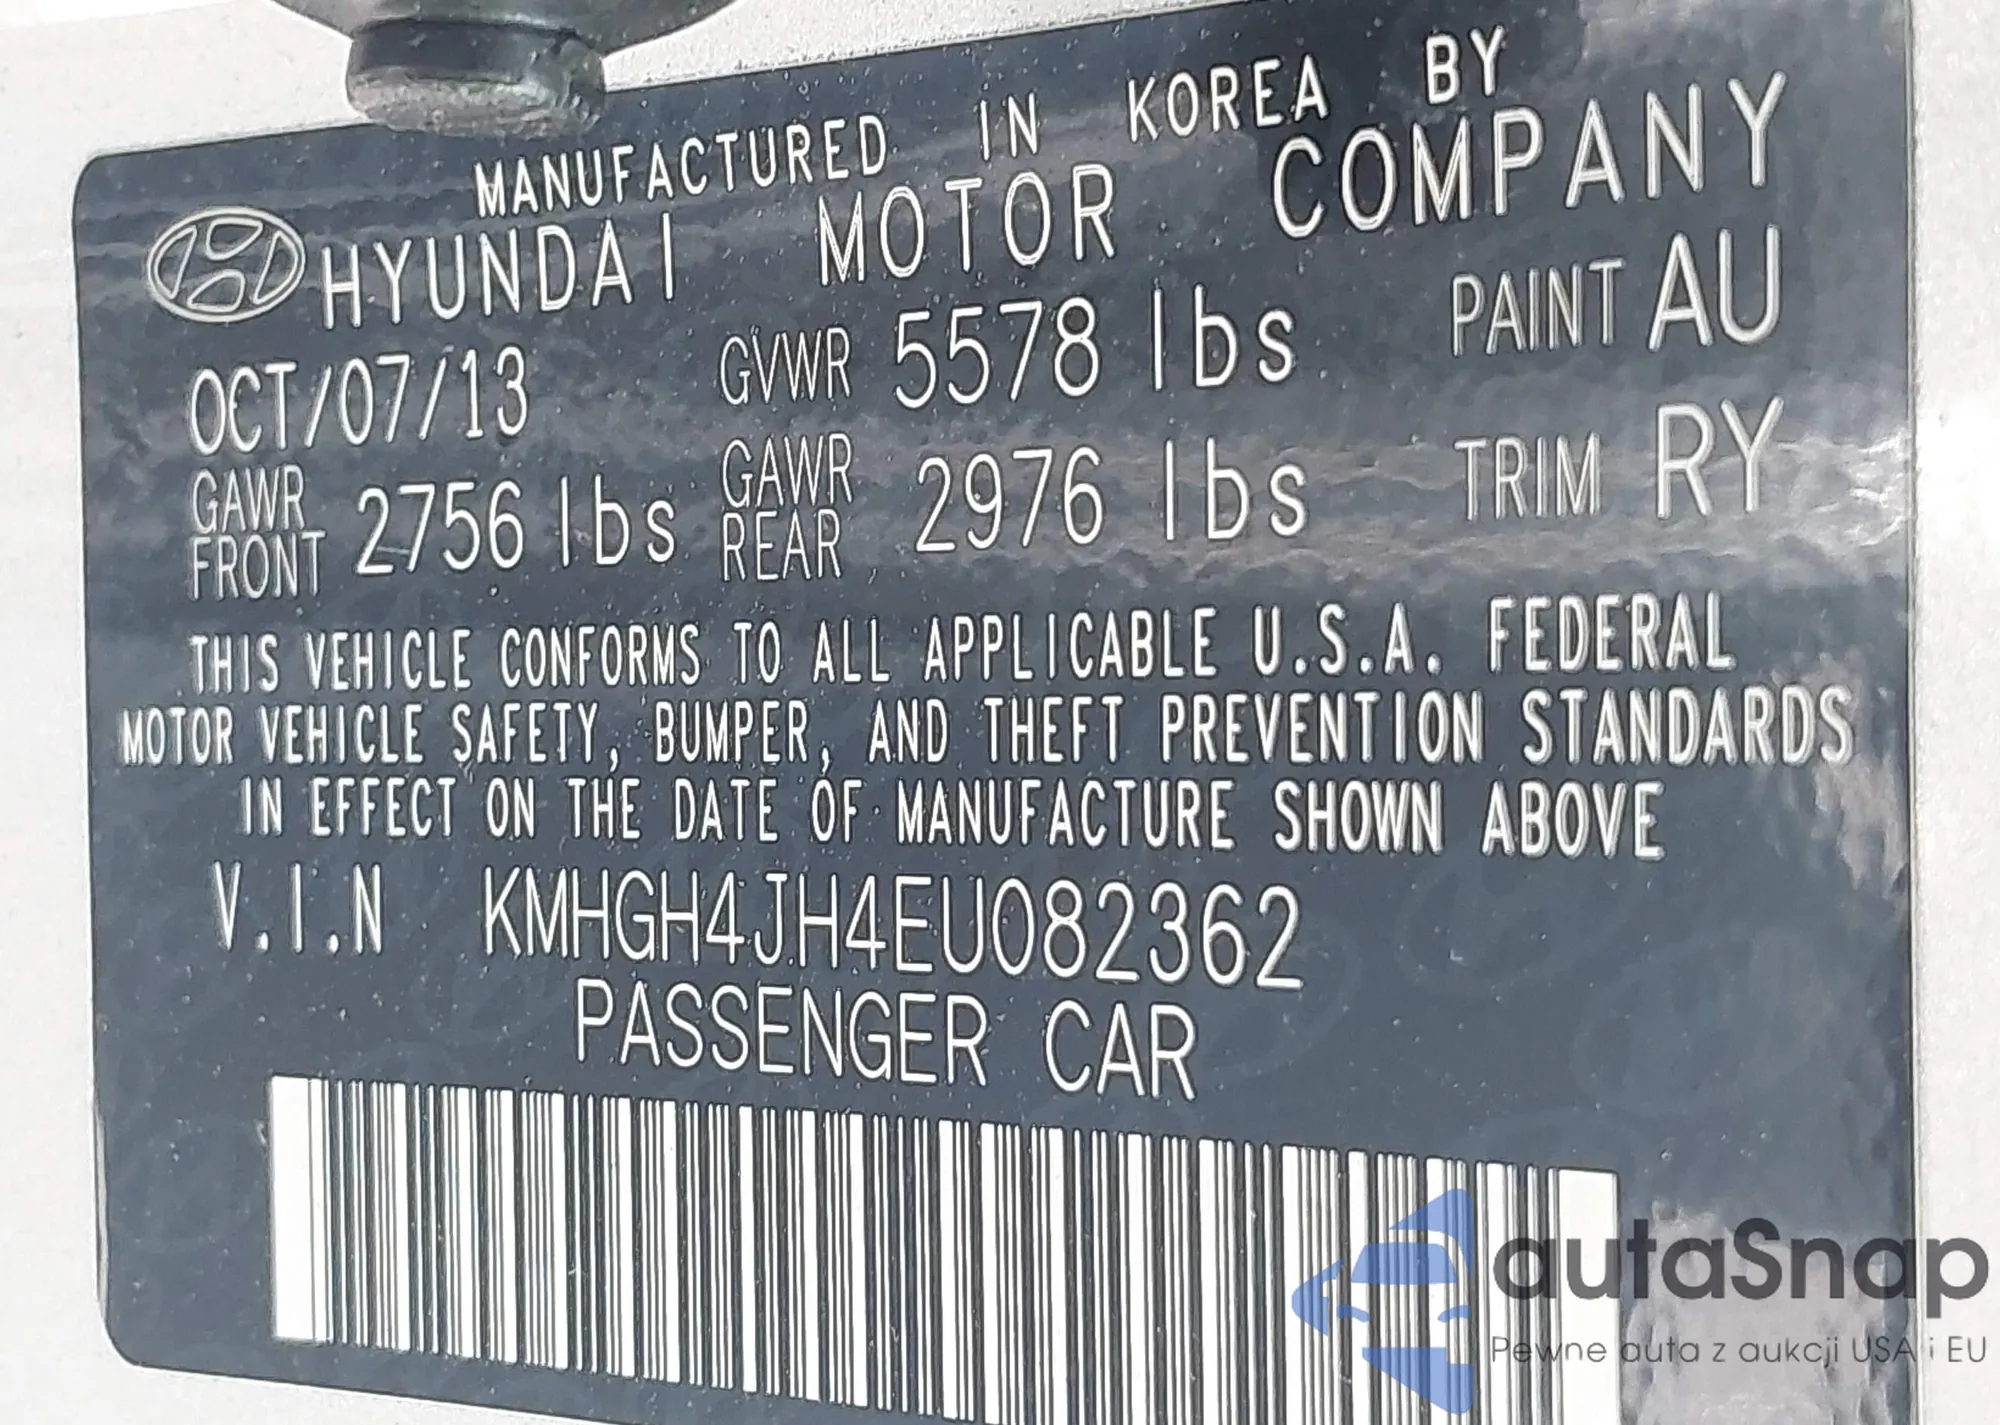 MANUFACTURED IN KOREA BY
HYUNDAI MOTOR COMPANY
OCT/07/13 GVWR 5578 lbs PAINT AU
GAWR FRONT 2756 lbs GAWR REAR 2976 lbs TRIM RY
THIS VEHICLE CONFORMS TO ALL APPLICABLE U.S.A. FEDERAL
MOTOR VEHICLE SAFETY, BUMPER, AND THEFT PREVENTION STANDARDS
IN EFFECT ON THE DATE OF MANUFACTURE SHOWN ABOVE
V.I.N KMHGH4JH4EU082362
PASSENGER CAR
autaSnap
Pewne auta z aukcji USA i EU